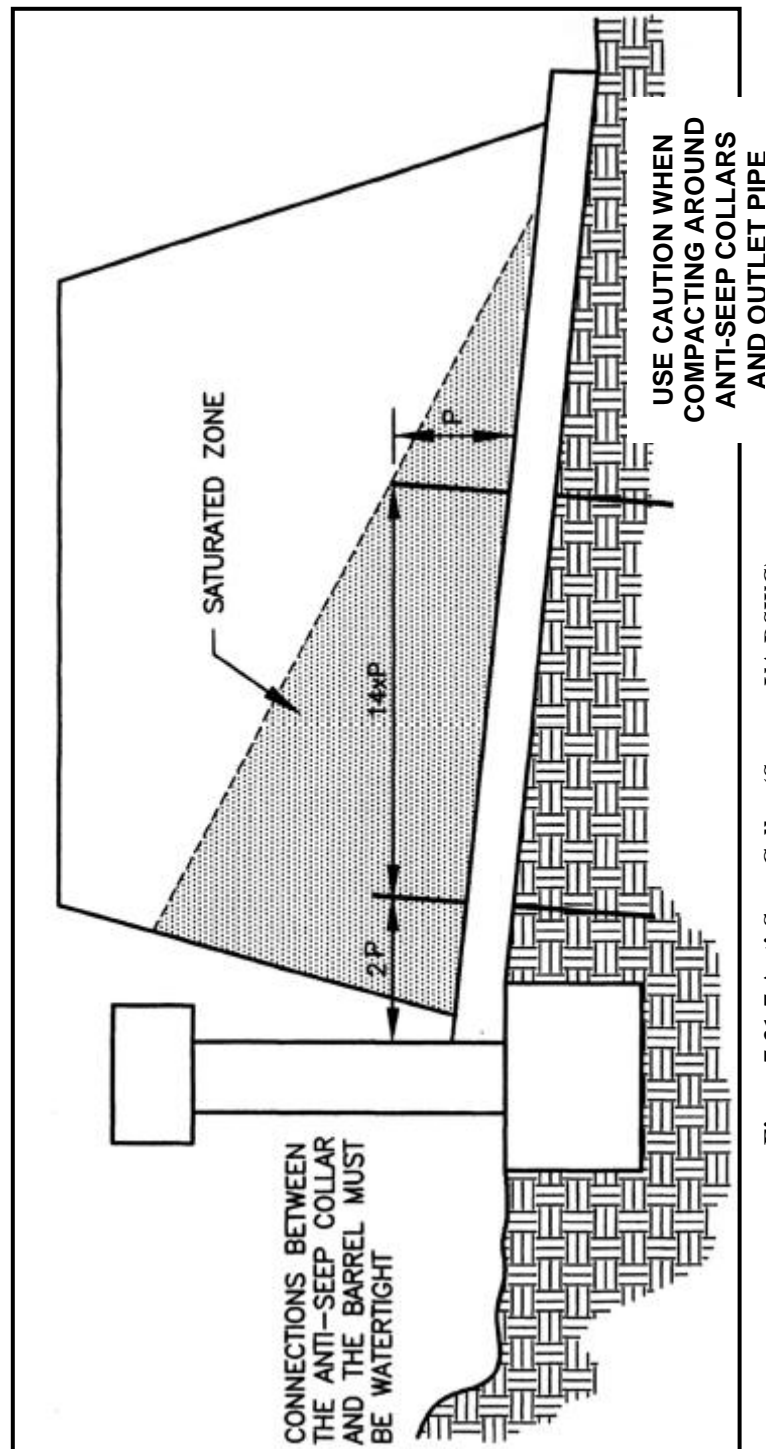 SATURATED ZONE
P
14xP
2P
CONNECTIONS BETWEEN
THE ANTI-SEEP COLLAR
AND THE BARREL MUST
BE WATERTIGHT
USE CAUTION WHEN
COMPACTING AROUND
ANTI-SEEP COLLARS
AND OUTLET PIPE